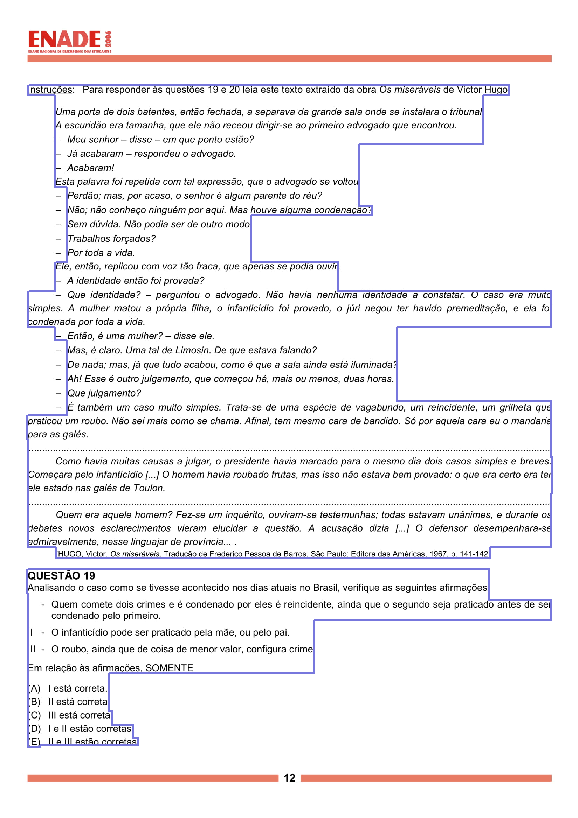 ENADE 2006
EXAME NACIONAL DE DESEMPENHO DOS ESTUDANTES
Instruções: Para responder às questões 19 e 20 leia este texto extraído da obra Os miseráveis de Victor Hugo.
Uma porta de dois batentes, então fechada, a separava da grande sala onde se instalara o tribunal.
A escuridão era tamanha, que ele não receou dirigir-se ao primeiro advogado que encontrou.
– Meu senhor – disse – em que ponto estão?
– Já acabaram – respondeu o advogado.
– Acabaram!
Esta palavra foi repetida com tal expressão, que o advogado se voltou
– Perdão; mas, por acaso, o senhor é algum parente do réu?
– Não; não conheço ninguém por aqui. Mas houve alguma condenação?
– Sem dúvida. Não podia ser de outro modo
– Trabalhos forçados?
– Por toda a vida.
Ele, então, replicou com voz tão fraca, que apenas se podia ouvir
– A identidade então foi provada?
– Que identidade? – perguntou o advogado. Não havia nenhuma identidade a constatar. O caso era muito
simples. A mulher matou a própria filha, o infanticídio foi provado, o júri negou ter havido premeditação, e ela foi
condenada por toda a vida.
– Então, é uma mulher? – disse ele.
– Mas, é claro. Uma tal de Limosin. De que estava falando?
– De nada; mas, já que tudo acabou, como é que a sala ainda está iluminada?
– Ah! Esse é outro julgamento, que começou há, mais ou menos, duas horas.
– Que julgamento?
– É também um caso muito simples. Trata-se de uma espécie de vagabundo, um reincidente, um grilheta que
praticou um roubo. Não sei mais como se chama. Afinal, tem mesmo cara de bandido. Só por aquela cara eu o mandaria
para as galés.
Como havia muitas causas a julgar, o presidente havia marcado para o mesmo dia dois casos simples e breves.
Começara pelo infanticídio [...] O homem havia roubado frutas, mas isso não estava bem provado; o que era certo era ter
ele estado nas galés de Toulon.
Quem era aquele homem? Fez-se um inquérito, ouviram-se testemunhas; todas estavam unânimes, e durante os
debates novos esclarecimentos vieram elucidar a questão. A acusação dizia [...] O defensor desempenhara-se
admiravelmente, nesse linguajar de província... .
HUGO, Victor. Os miseráveis. Tradução de Frederico Pessoa de Barros. São Paulo: Editora das Américas, 1967. p. 141-142
QUESTÃO 19
Analisando o caso como se tivesse acontecido nos dias atuais no Brasil, verifique as seguintes afirmações
- Quem comete dois crimes e é condenado por eles é reincidente, ainda que o segundo seja praticado antes de ser
condenado pelo primeiro.
II - O infanticídio pode ser praticado pela mãe, ou pelo pai.
III - O roubo, ainda que de coisa de menor valor, configura crime
Em relação às afirmações, SOMENTE
(A) I está correta.
(B) II está correta
(C) III está correta
(D) I e II estão corretas
(E) II e III estão corretas
12